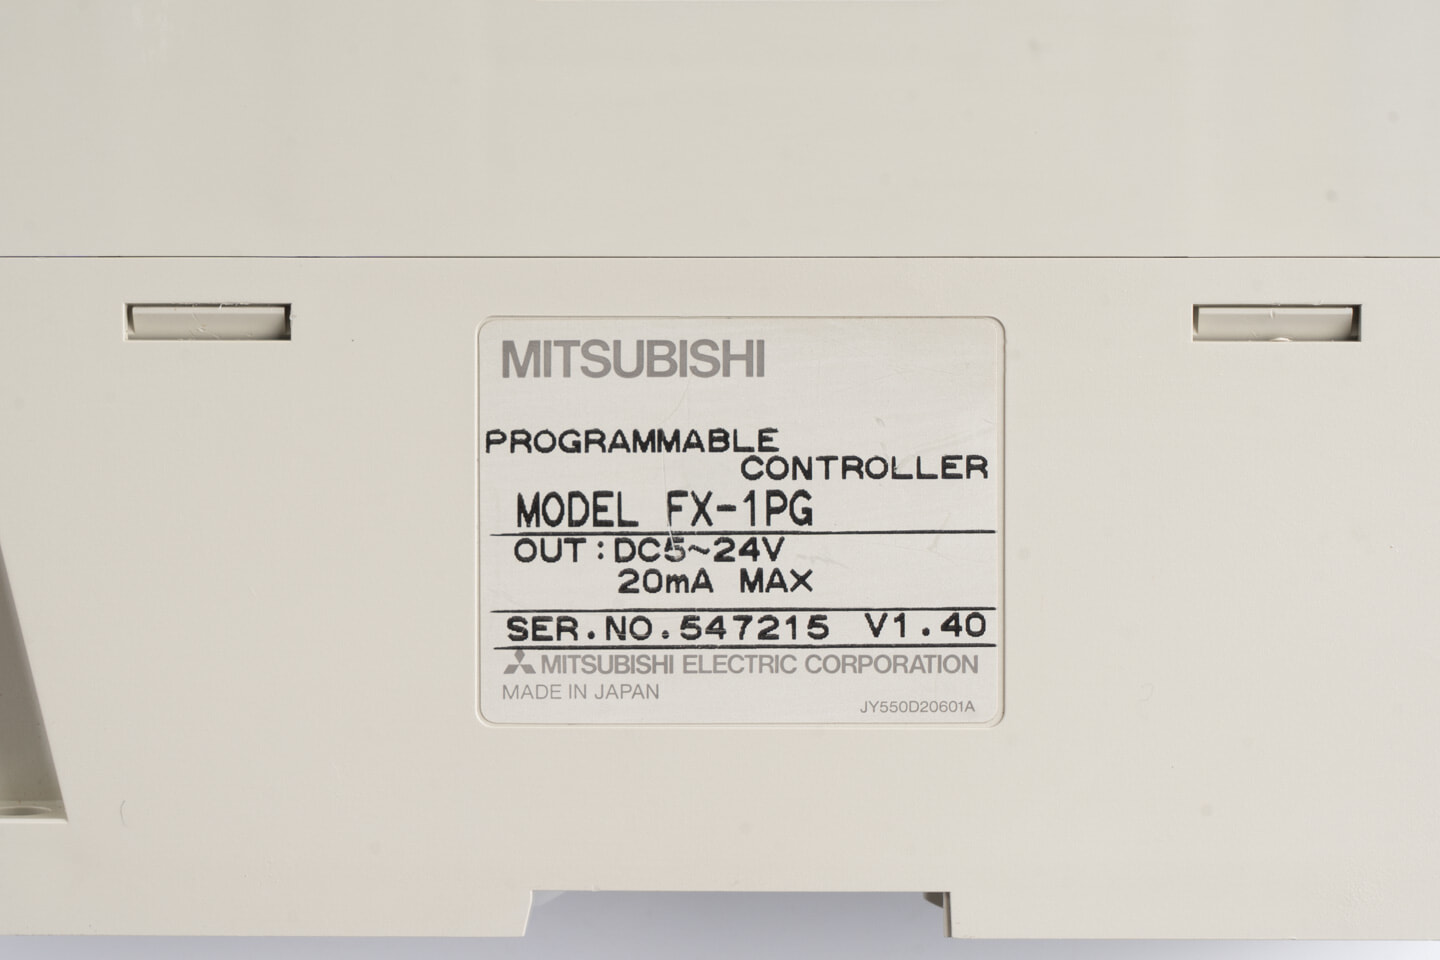 MITSUBISHI
PROGRAMMABLE
CONTROLLER
MODEL FX-1PG
OUT:DC5~24V
20mA MAX
SER.NO.547215 V1.40
MITSUBISHI ELECTRIC CORPORATION
MADE IN JAPAN
JY550D20601A